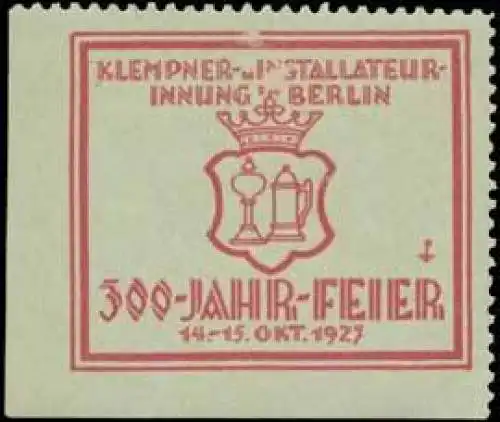 KLEMPNER- u. INSTALLATEUR-
INNUNG zu BERLIN
300-JAHR-FEIER
14.-15. OKT. 1927